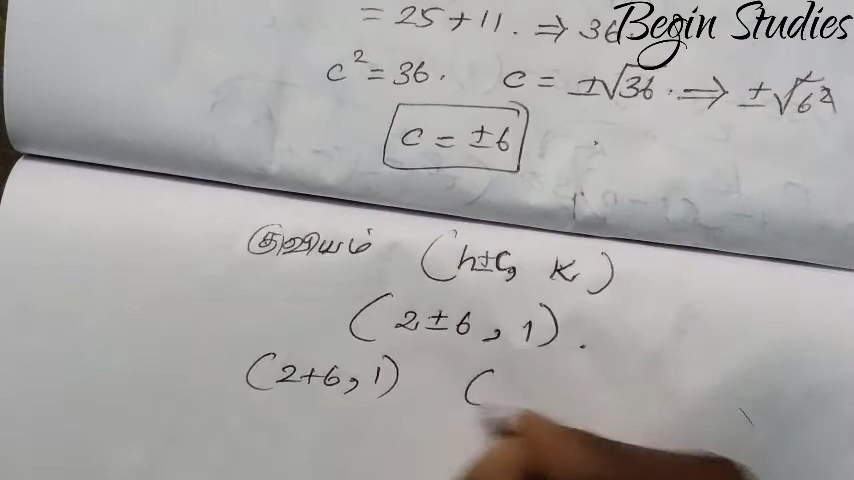 Begin Studies
= 25 + 11. ⇒ 36
c² = 36. c = ±√36. ⇒ ±√6²
c = ±6
குவியம் (h±c, k)
(2±6, 1).
(2+6, 1) (